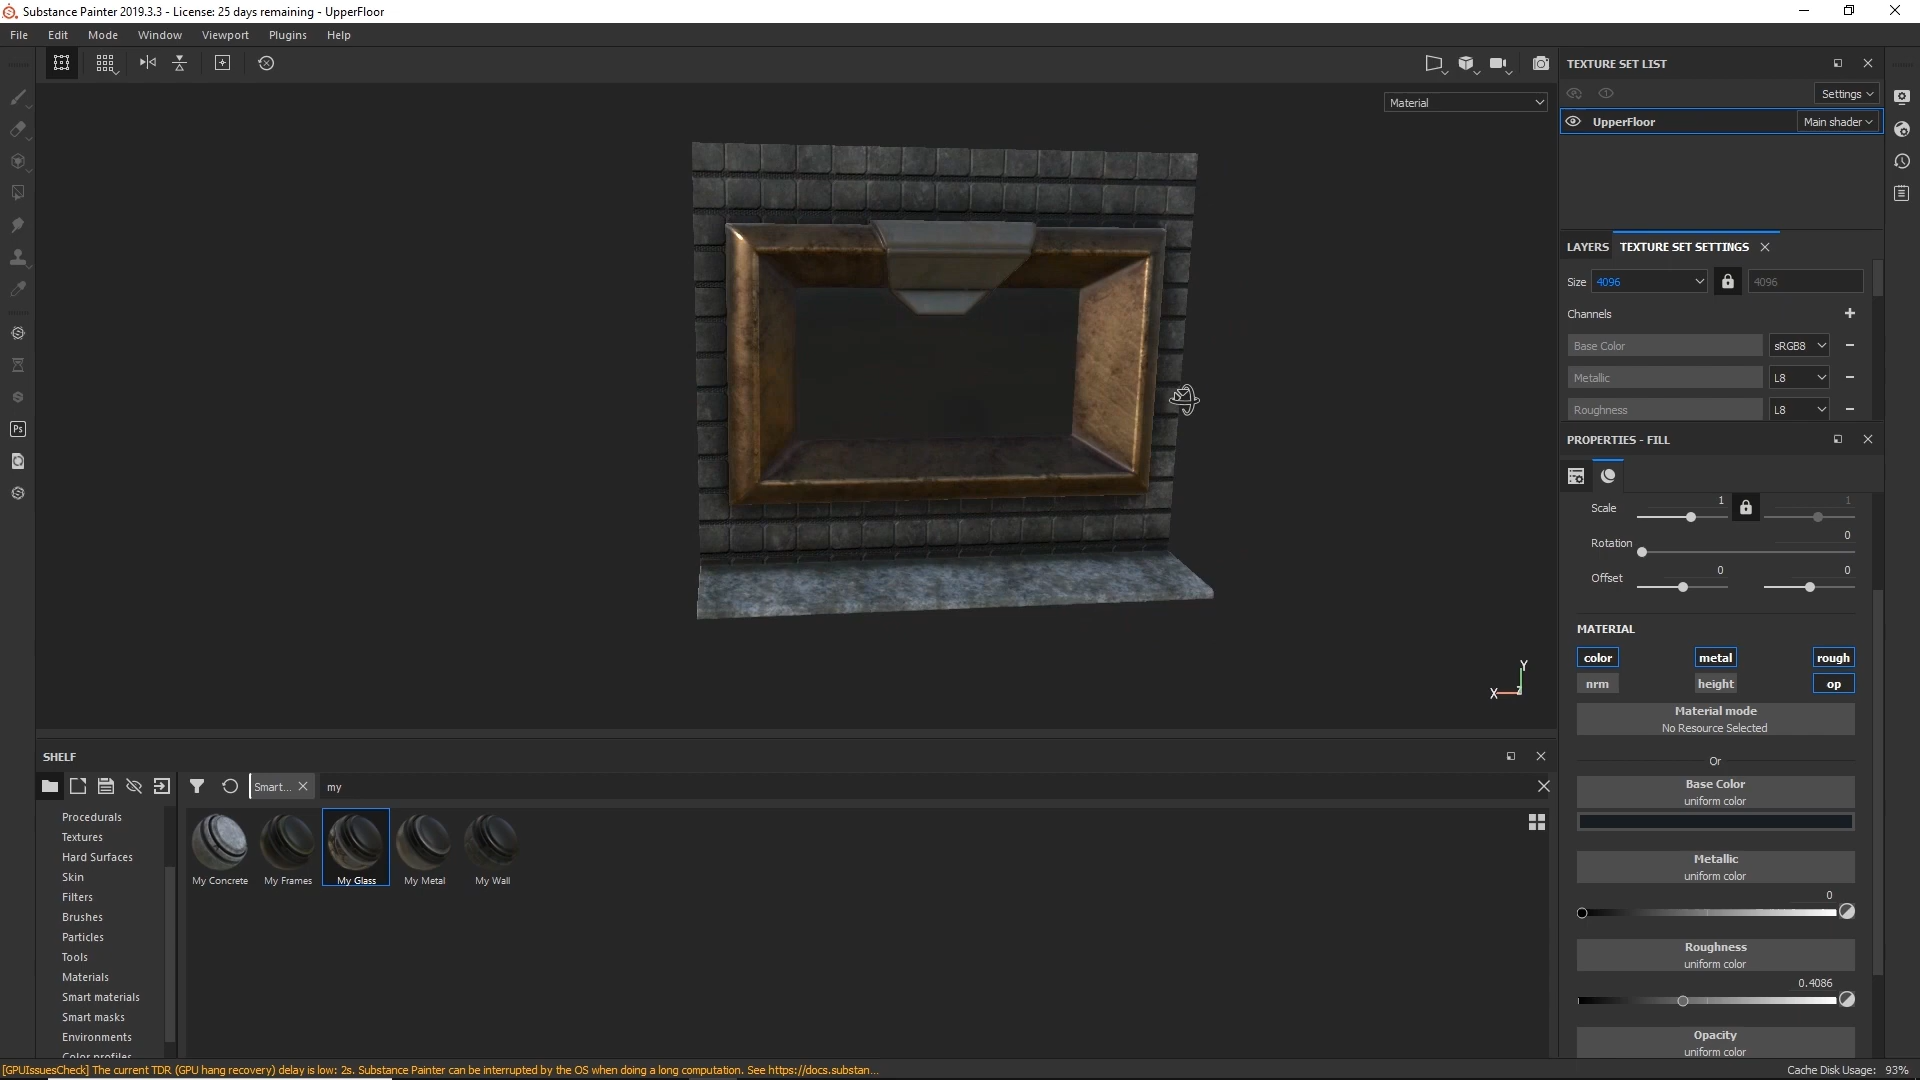 Substance Painter 2019.3.3 - License: 25 days remaining - UpperFloor
File Edit Mode Window Viewport Plugins Help
Material
TEXTURE SET LIST
Settings
UpperFloor Main shader
LAYERS TEXTURE SET SETTINGS
Size 4096 4096
Channels
Base Color sRGB8
Metallic L8
Roughness L8
PROPERTIES - FILL
Scale 1 1
Rotation 0
Offset 0 0
MATERIAL
color metal rough
nrm height op
Material mode
No Resource Selected
Or
Base Color
uniform color
Metallic
uniform color
0
Roughness
uniform color
0.4086
Opacity
uniform color
Y
X Z
Ps
SHELF
Smart... my
Procedurals
Textures
Hard Surfaces
Skin
Filters
Brushes
Particles
Tools
Materials
Smart materials
Smart masks
Environments
Color profiles
My Concrete My Frames My Glass My Metal My Wall
[GPUIssuesCheck] The current TDR (GPU hang recovery) delay is low: 2s. Substance Painter can be interrupted by the OS when doing a long computation. See https://docs.substan...
Cache Disk Usage: 93%